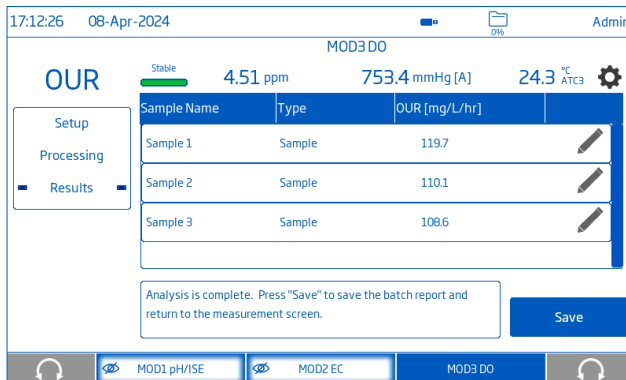 17:12:26 08-Apr-2024 0% Admin
MOD3 DO
OUR Stable 4.51 ppm 753.4 mmHg [A] 24.3 °C ATC3
Setup
Processing
Results
Sample Name Type OUR [mg/L/hr]
Sample 1 Sample 119.7
Sample 2 Sample 110.1
Sample 3 Sample 108.6
Analysis is complete. Press "Save" to save the batch report and
return to the measurement screen.
Save
MOD1 pH/ISE MOD2 EC MOD3 DO